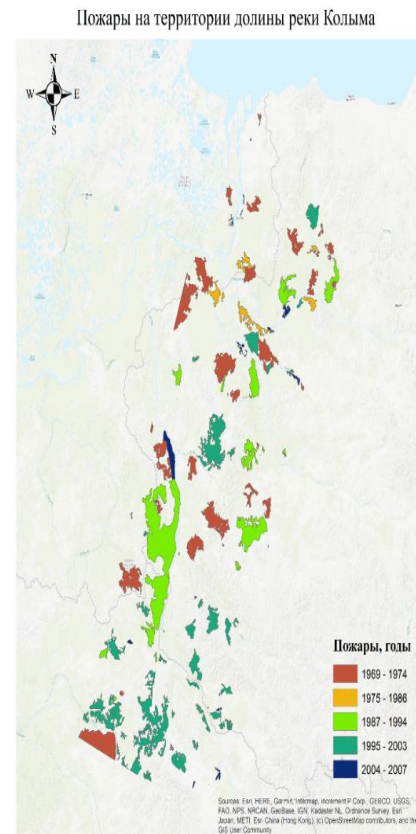 Пожары на территории долины реки Колыма
N
W
E
S
Пожары, годы
1969 - 1974
1975 - 1986
1987 - 1994
1995 - 2003
2004 - 2007
Sources: Esri, HERE, Garmin, Intermap, increment P Corp., GEBCO, USGS,
FAO, NPS, NRCAN, GeoBase, IGN, Kadaster NL, Ordnance Survey, Esri
Japan, METI, Esri China (Hong Kong), (c) OpenStreetMap contributors, and the
GIS User Community